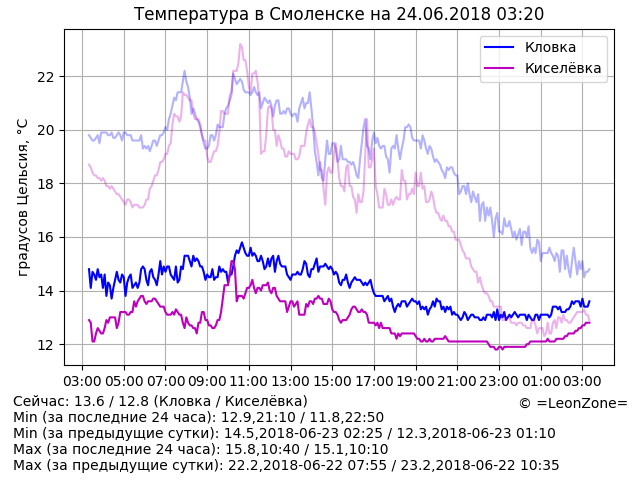 Температура в Смоленске на 24.06.2018 03:20
Кловка
Киселёвка
градусов Цельсия, °C
22
20
18
16
14
12
03:00 05:00 07:00 09:00 11:00 13:00 15:00 17:00 19:00 21:00 23:00 01:00 03:00
Сейчас: 13.6 / 12.8 (Кловка / Киселёвка)
© =LeonZone=
Min (за последние 24 часа): 12.9,21:10 / 11.8,22:50
Min (за предыдущие сутки): 14.5,2018-06-23 02:25 / 12.3,2018-06-23 01:10
Max (за последние 24 часа): 15.8,10:40 / 15.1,10:10
Max (за предыдущие сутки): 22.2,2018-06-22 07:55 / 23.2,2018-06-22 10:35